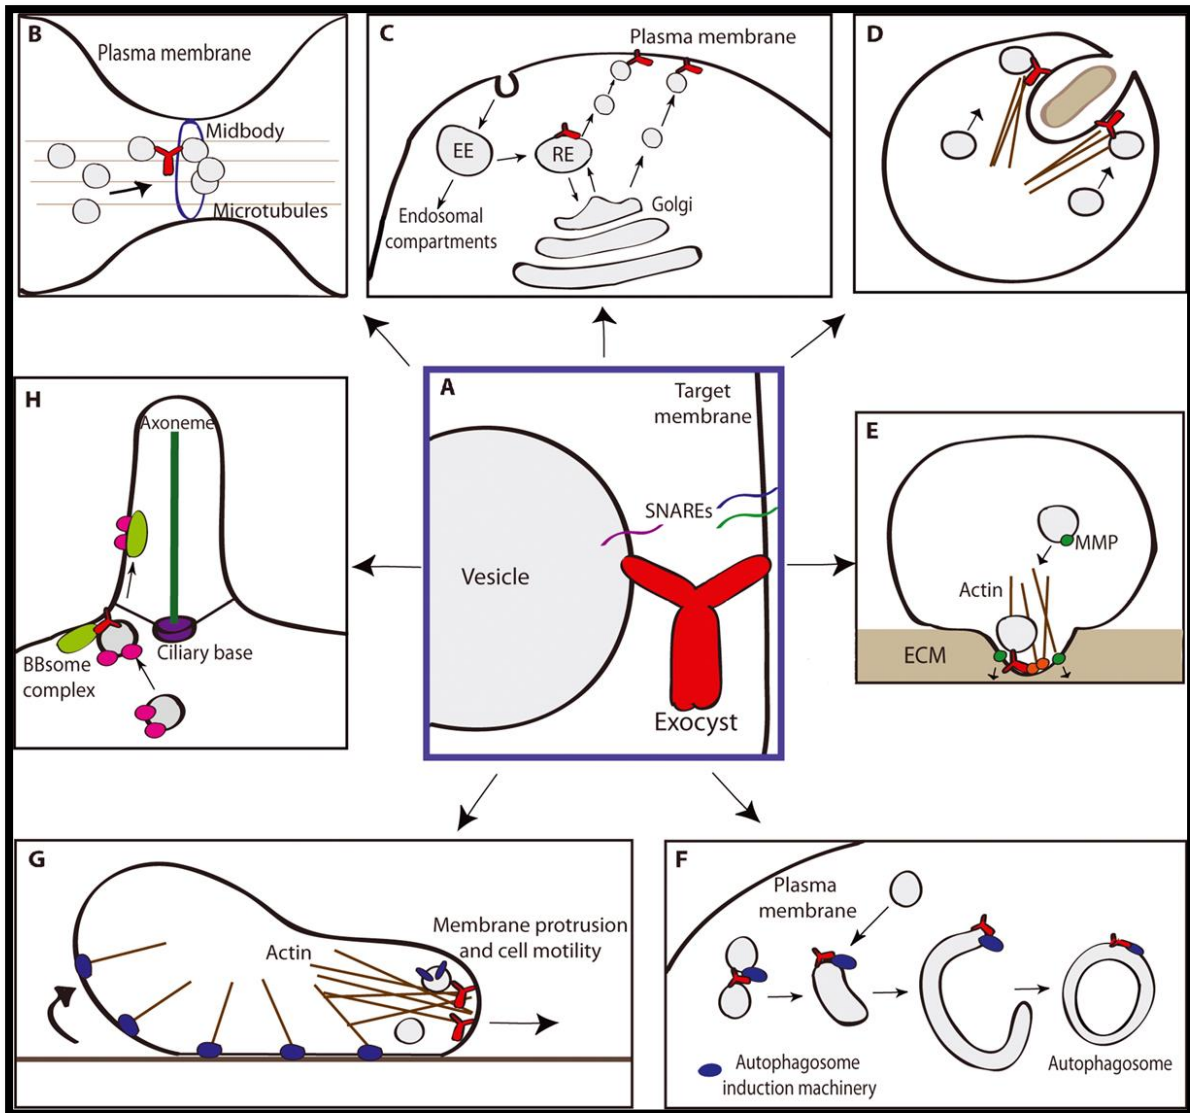 B
Plasma membrane
Midbody
Microtubules
C
Plasma membrane
EE
RE
Golgi
Endosomal
compartments
D
H
Axoneme
BBsome
complex
Ciliary base
A
Target
membrane
SNAREs
Vesicle
Exocyst
E
MMP
Actin
ECM
G
Actin
Membrane protrusion
and cell motility
F
Plasma
membrane
Autophagosome
induction machinery
Autophagosome